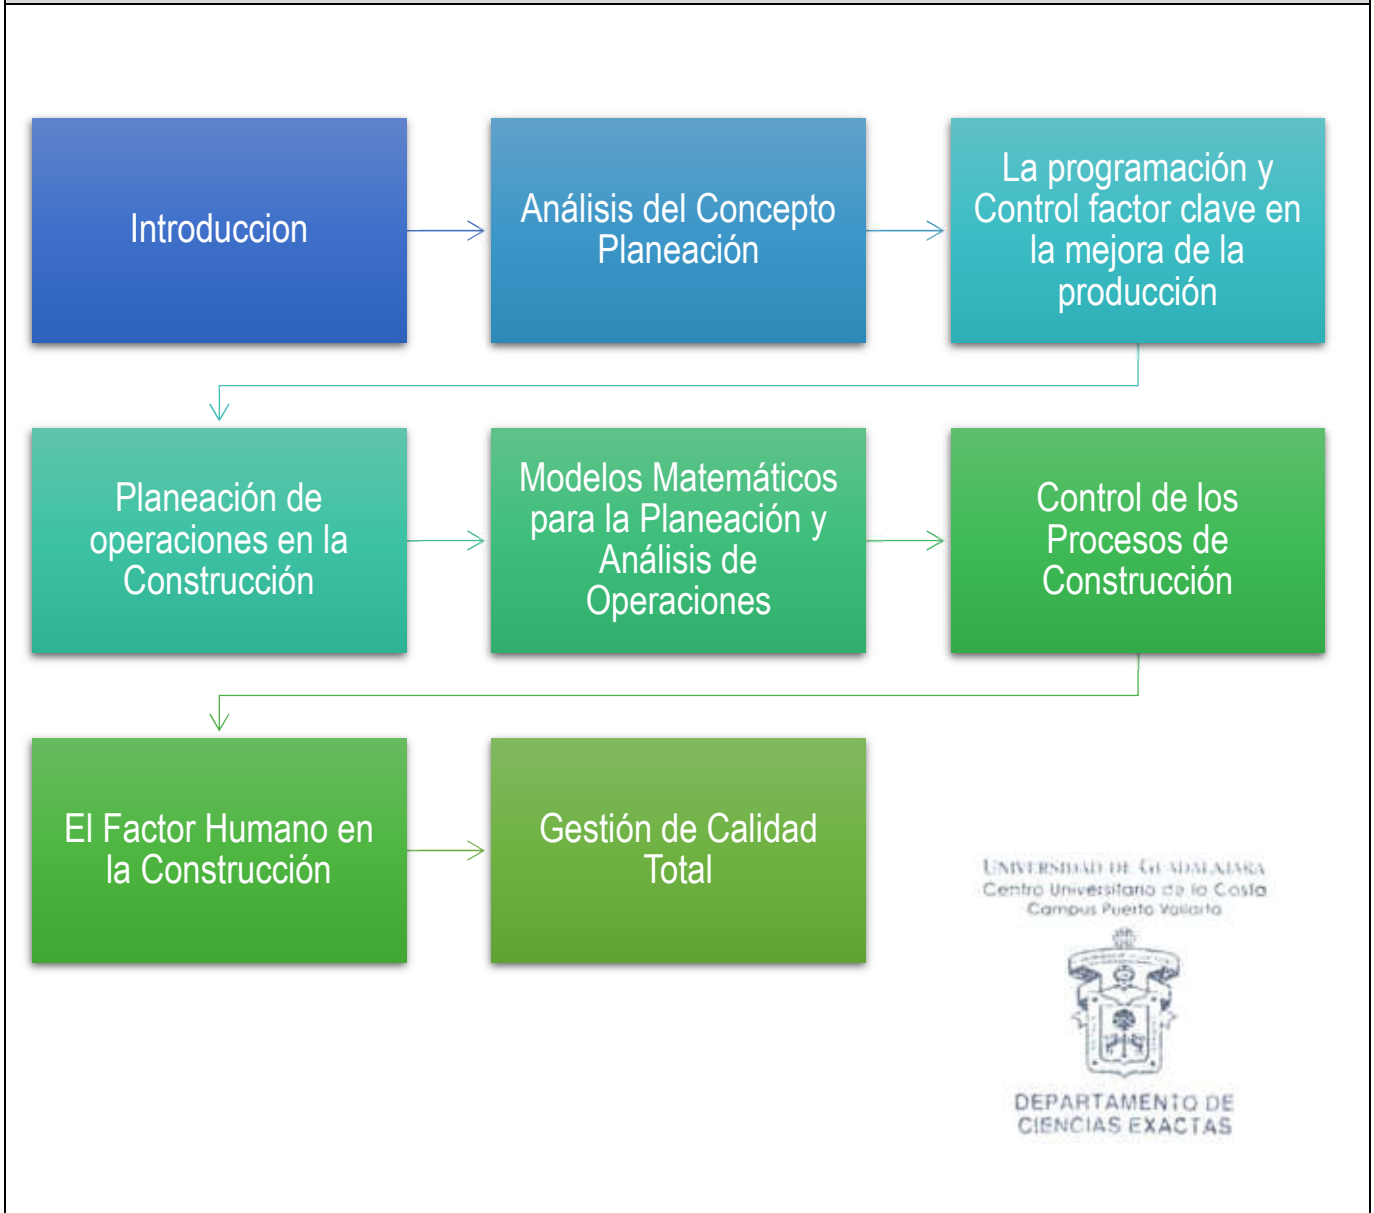 Introduccion
Análisis del Concepto
Planeación
La programación y
Control factor clave en
la mejora de la
producción
Planeación de
operaciones en la
Construcción
Modelos Matemáticos
para la Planeación y
Análisis de
Operaciones
Control de los
Procesos de
Construcción
El Factor Humano en
la Construcción
Gestión de Calidad
Total
UNIVERSIDAD DE GUADALAJARA
Centro Universitario de la Costa
Campus Puerto Vallarta
DEPARTAMENTO DE
CIENCIAS EXACTAS